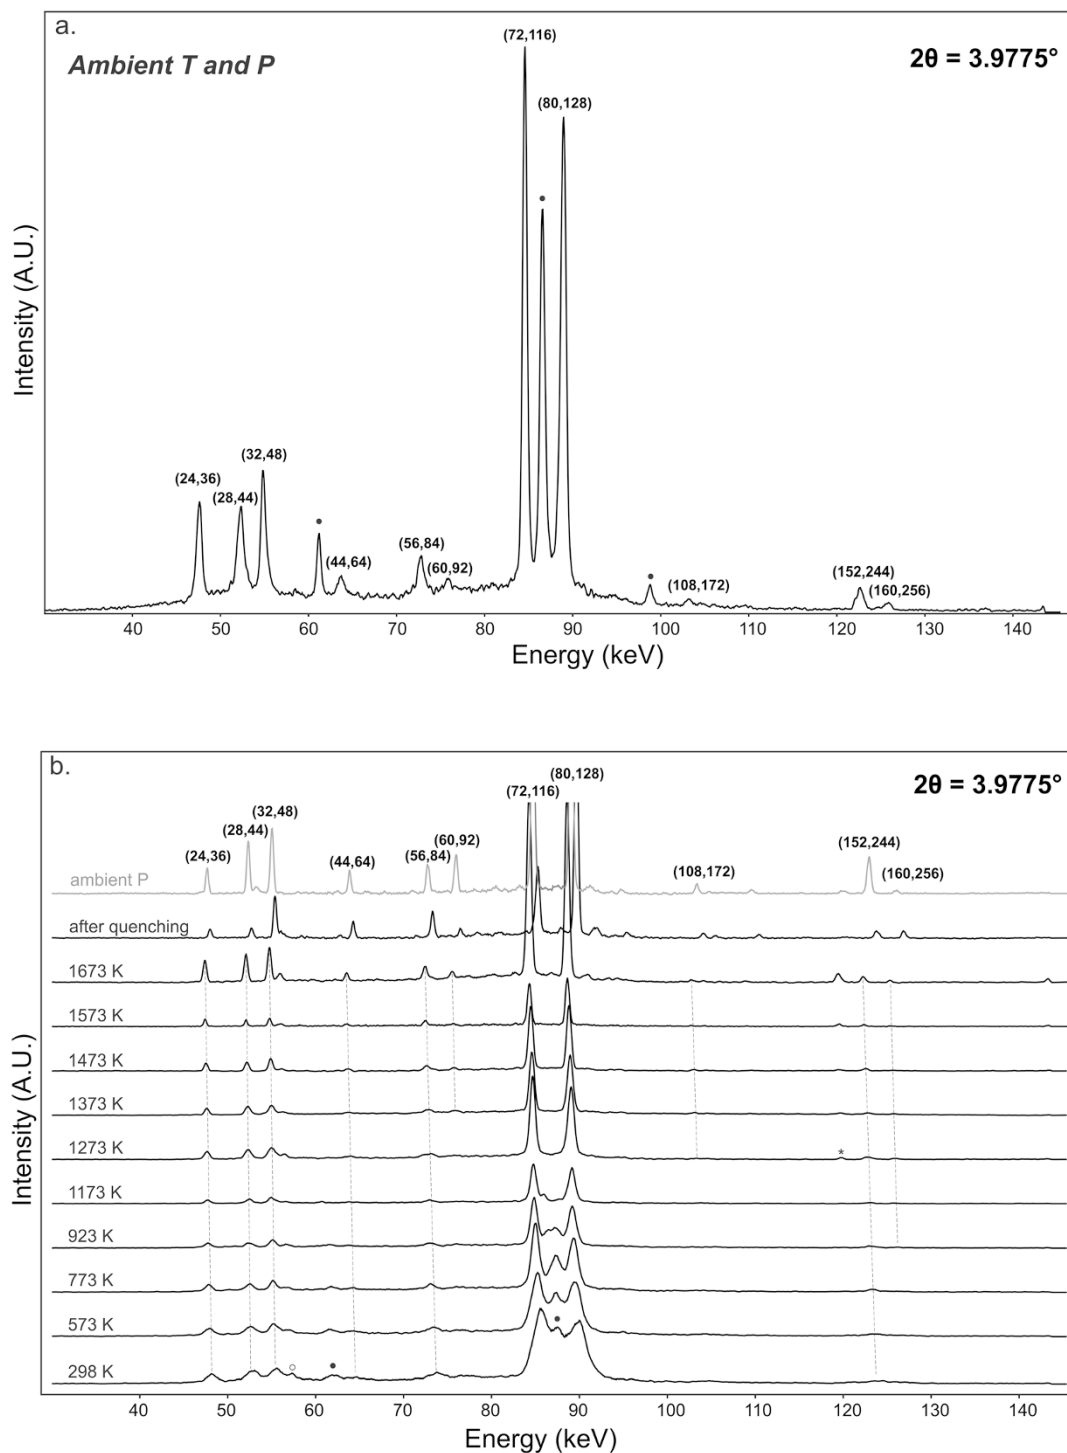 a.
Ambient T and P
2θ = 3.9775°
(72,116)
(80,128)
(32,48)
(24,36)
(28,44)
(44,64)
(56,84)
(60,92)
(108,172)
(152,244)
(160,256)
Intensity (A.U.)
40 50 60 70 80 90 100 110 120 130 140
Energy (keV)
b.
2θ = 3.9775°
(80,128)
(72,116)
(32,48)
(28,44)
(24,36)
(44,64)
(56,84)
(60,92)
(152,244)
(108,172)
(160,256)
ambient P
after quenching
1673 K
1573 K
1473 K
1373 K
1273 K
*
1173 K
923 K
773 K
573 K
298 K
Intensity (A.U.)
40 50 60 70 80 90 100 110 120 130 140
Energy (keV)